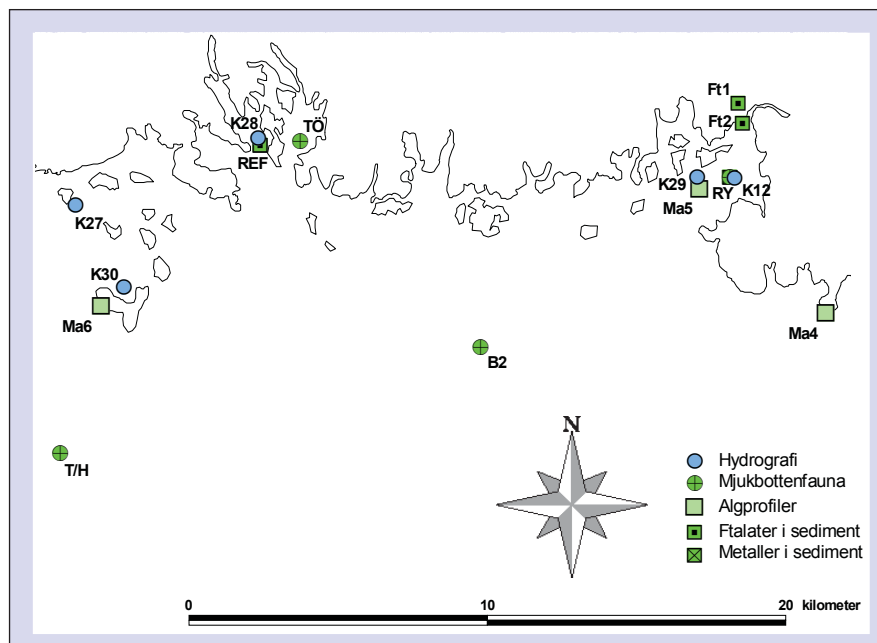 Ft1
Ft2
K28
TÖ
REF
K29
RY
K12
Ma5
K27
K30
Ma6
Ma4
B2
T/H
N
Hydrografi
Mjukbottenfauna
Algprofiler
Ftalater i sediment
Metaller i sediment
0 10 20 kilometer